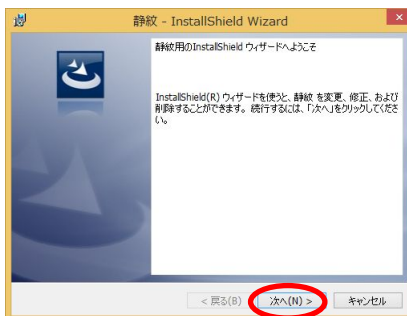 静紋 - InstallShield Wizard
静紋用のInstallShield ウィザードへようこそ
InstallShield(R) ウィザードを使うと、静紋 を変更、修正、および
削除することができます。続行するには、「次へ」をクリックしてくださ
い。
< 戻る(B)
次へ(N) >
キャンセル